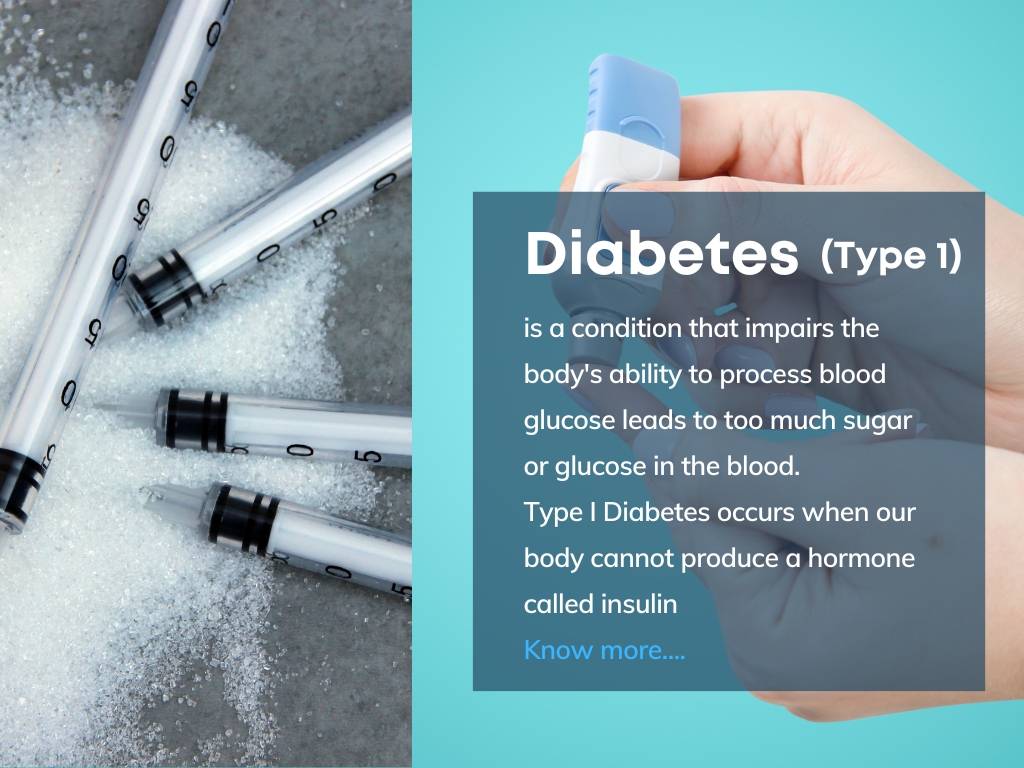 Diabetes (Type 1)
is a condition that impairs the
body's ability to process blood
glucose leads to too much sugar
or glucose in the blood.
Type I Diabetes occurs when our
body cannot produce a hormone
called insulin
Know more....